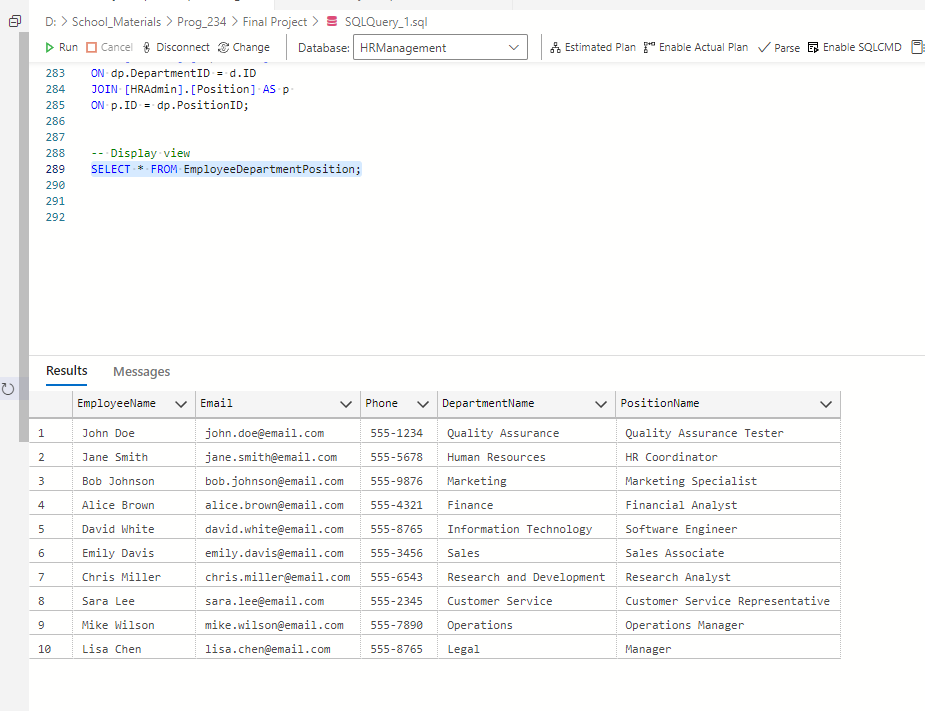 D: > School_Materials > Prog_234 > Final Project > SQLQuery_1.sql
Run Cancel Disconnect Change Database: HRManagement Estimated Plan Enable Actual Plan Parse Enable SQLCMD
283 ON dp.DepartmentID = d.ID
284 JOIN [HRAdmin].[Position] AS p
285 ON p.ID = dp.PositionID;
286
287
288 -- Display view
289 SELECT * FROM EmployeeDepartmentPosition;
290
291
292
Results Messages
EmployeeName Email Phone DepartmentName PositionName
1 John Doe john.doe@email.com 555-1234 Quality Assurance Quality Assurance Tester
2 Jane Smith jane.smith@email.com 555-5678 Human Resources HR Coordinator
3 Bob Johnson bob.johnson@email.com 555-9876 Marketing Marketing Specialist
4 Alice Brown alice.brown@email.com 555-4321 Finance Financial Analyst
5 David White david.white@email.com 555-8765 Information Technology Software Engineer
6 Emily Davis emily.davis@email.com 555-3456 Sales Sales Associate
7 Chris Miller chris.miller@email.com 555-6543 Research and Development Research Analyst
8 Sara Lee sara.lee@email.com 555-2345 Customer Service Customer Service Representative
9 Mike Wilson mike.wilson@email.com 555-7890 Operations Operations Manager
10 Lisa Chen lisa.chen@email.com 555-8765 Legal Manager